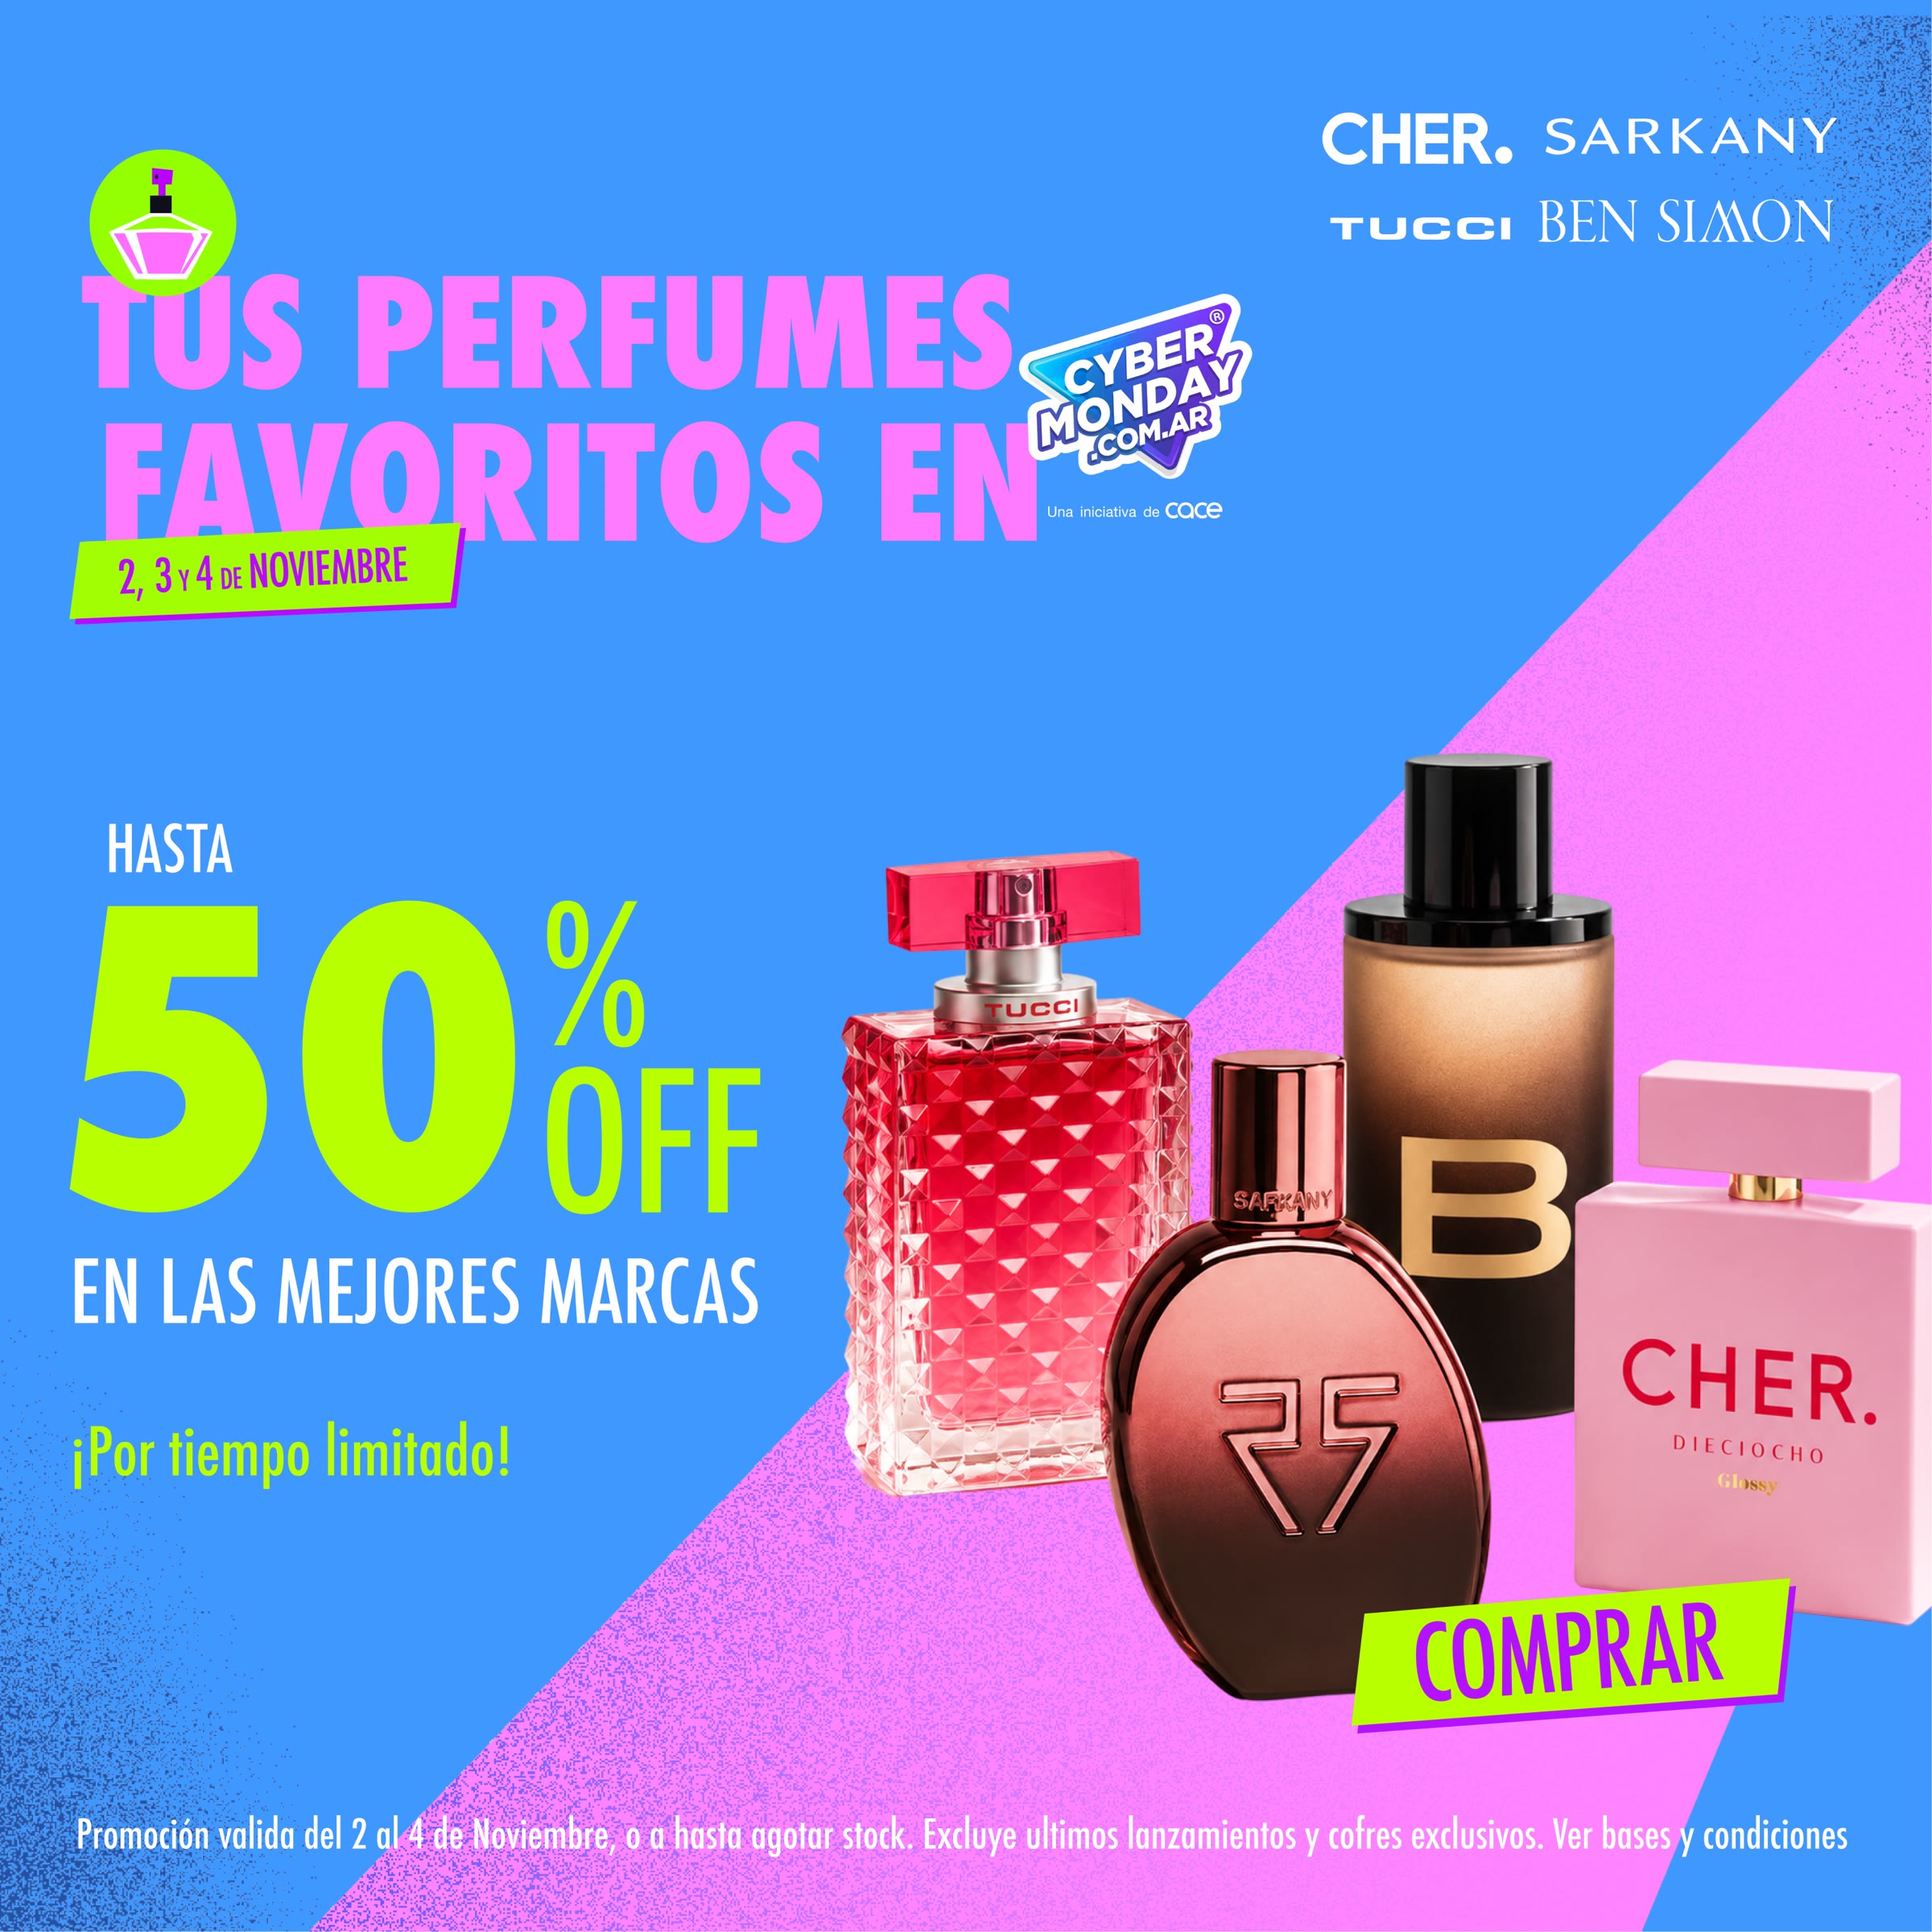 CHER. SARKANY
TUCCI BEN SIMON
TUS PERFUMES
FAVORITOS EN
CYBER®
MONDAY
.COM.AR
Una iniciativa de cace
2, 3 Y 4 DE NOVIEMBRE
HASTA
50% OFF
EN LAS MEJORES MARCAS
¡Por tiempo limitado!
TUCCI
SARKANY
B
CHER.
DIECIOCHO
Glossy
COMPRAR
Promoción valida del 2 al 4 de Noviembre, o a hasta agotar stock. Excluye ultimos lanzamientos y cofres exclusivos. Ver bases y condiciones